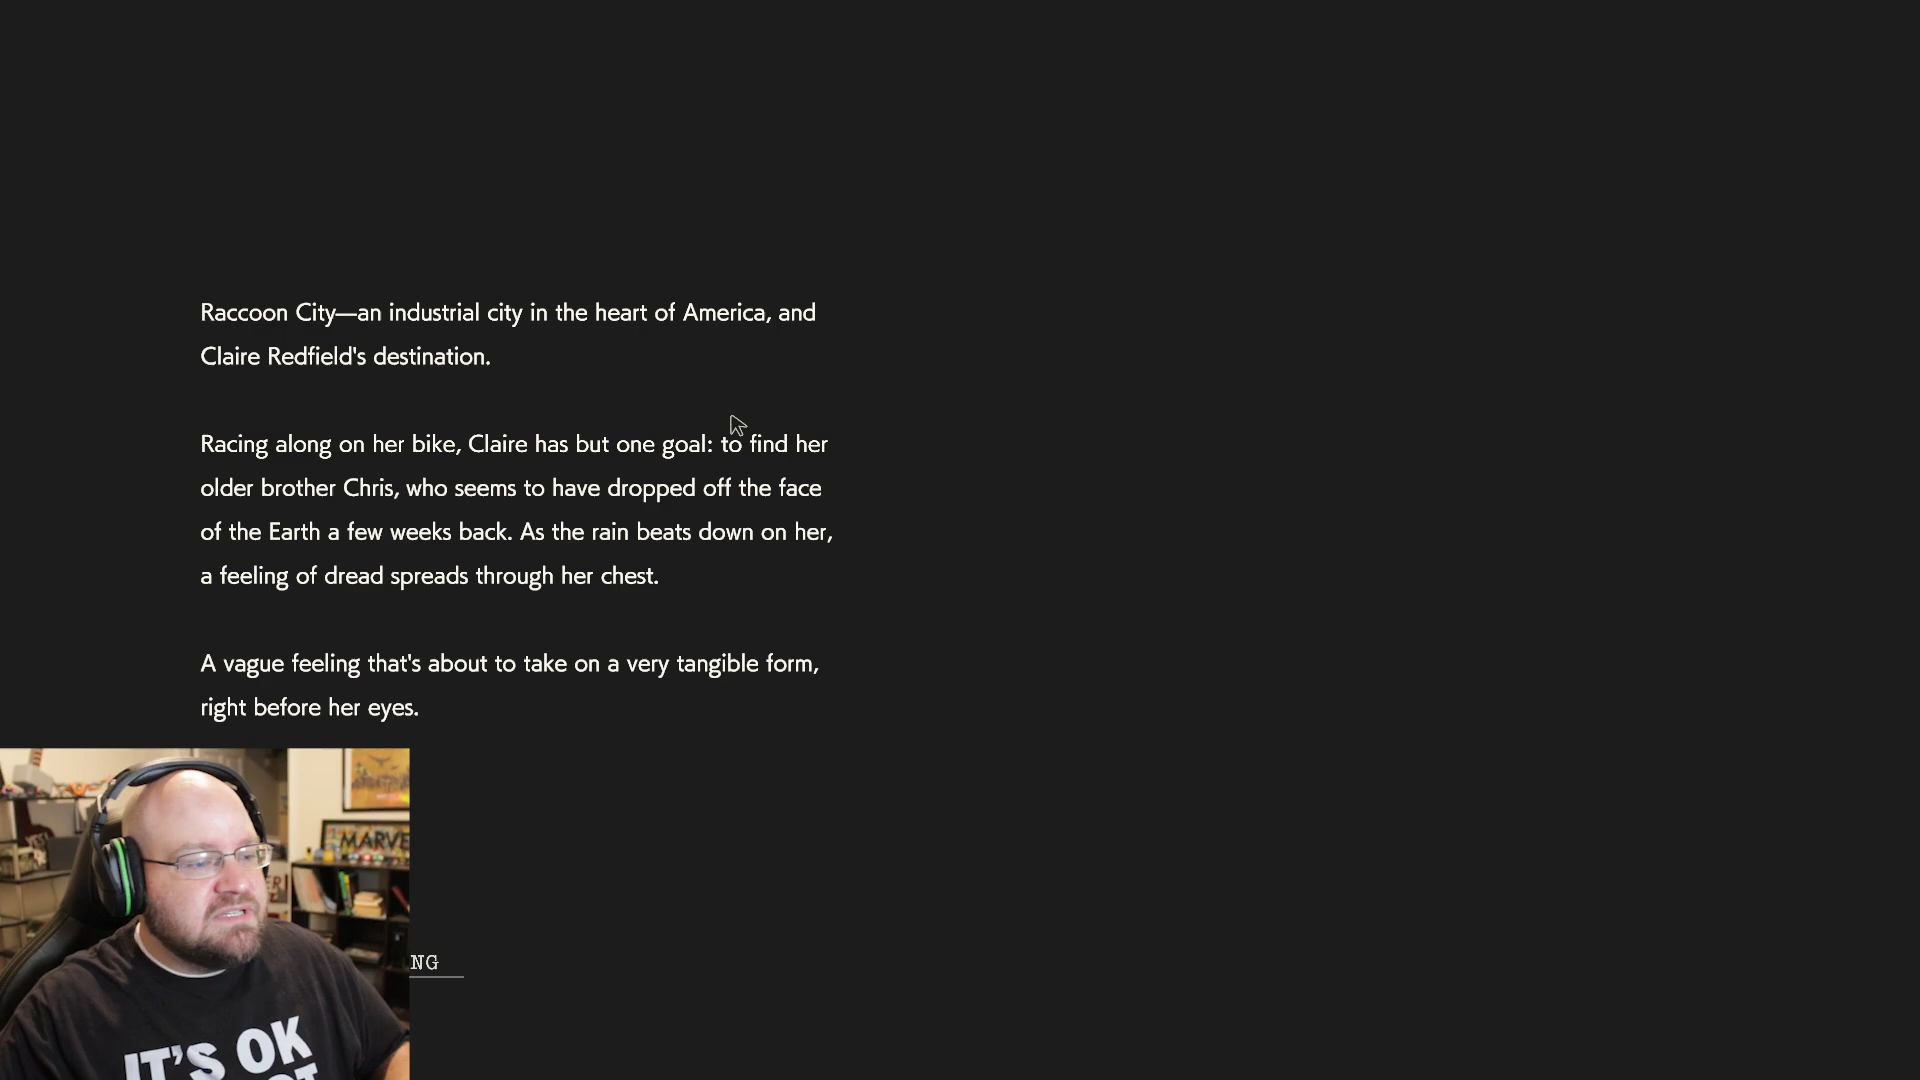 Raccoon City—an industrial city in the heart of America, and
Claire Redfield's destination.
Racing along on her bike, Claire has but one goal: to find her
older brother Chris, who seems to have dropped off the face
of the Earth a few weeks back. As the rain beats down on her,
a feeling of dread spreads through her chest.
A vague feeling that's about to take on a very tangible form,
right before her eyes.
MARVE
NG
IT'S OK